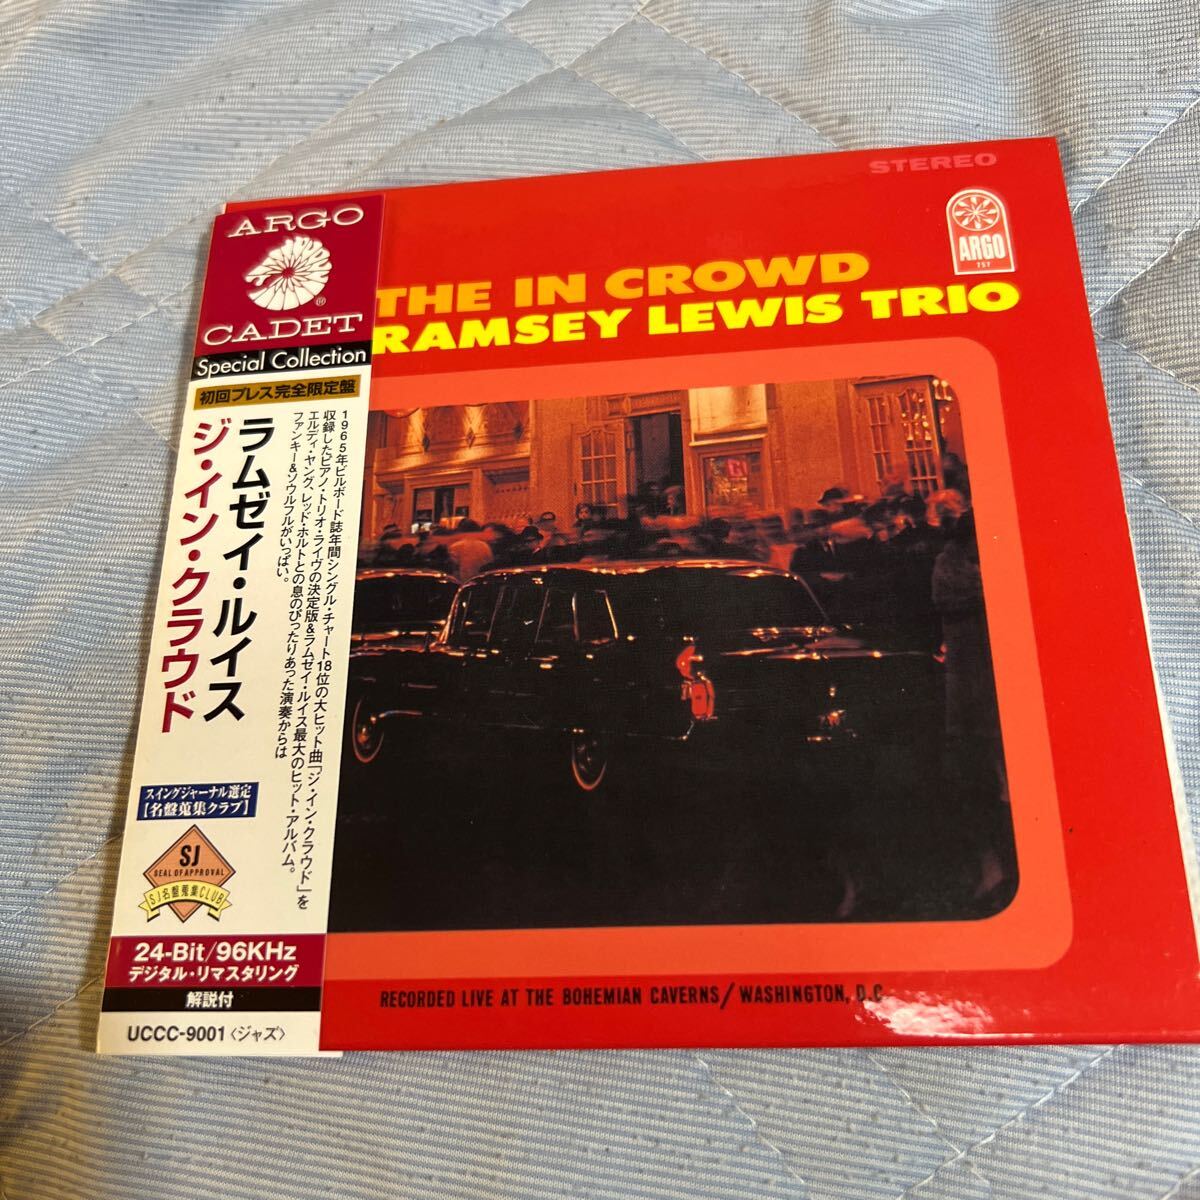 ARGO
CADET
®
Special Collection
初回プレス完全限定盤
ラムゼイ・ルイス
ジ・イン・クラウド
1965年ビルボード誌年間シングル・チャート18位の大ヒット曲「ジ・イン・クラウド」を
収録したピアノ・トリオ・ライヴの決定版&ラムゼイ・ルイス最大のヒット・アルバム。
エルディ・ヤング、レッド・ホルトとの息のぴったりあった演奏からは
ファンキー&ソウルフルがいっぱい。
スイングジャーナル選定
【名盤蒐集クラブ】
SJ
SEAL OF APPROVAL
SJ名盤蒐集CLUB
24-Bit/96KHz
デジタル・リマスタリング
解説付
UCCC-9001〈ジャズ〉
STEREO
ARGO
757
THE IN CROWD
RAMSEY LEWIS TRIO
RECORDED LIVE AT THE BOHEMIAN CAVERNS/WASHINGTON, D.C.